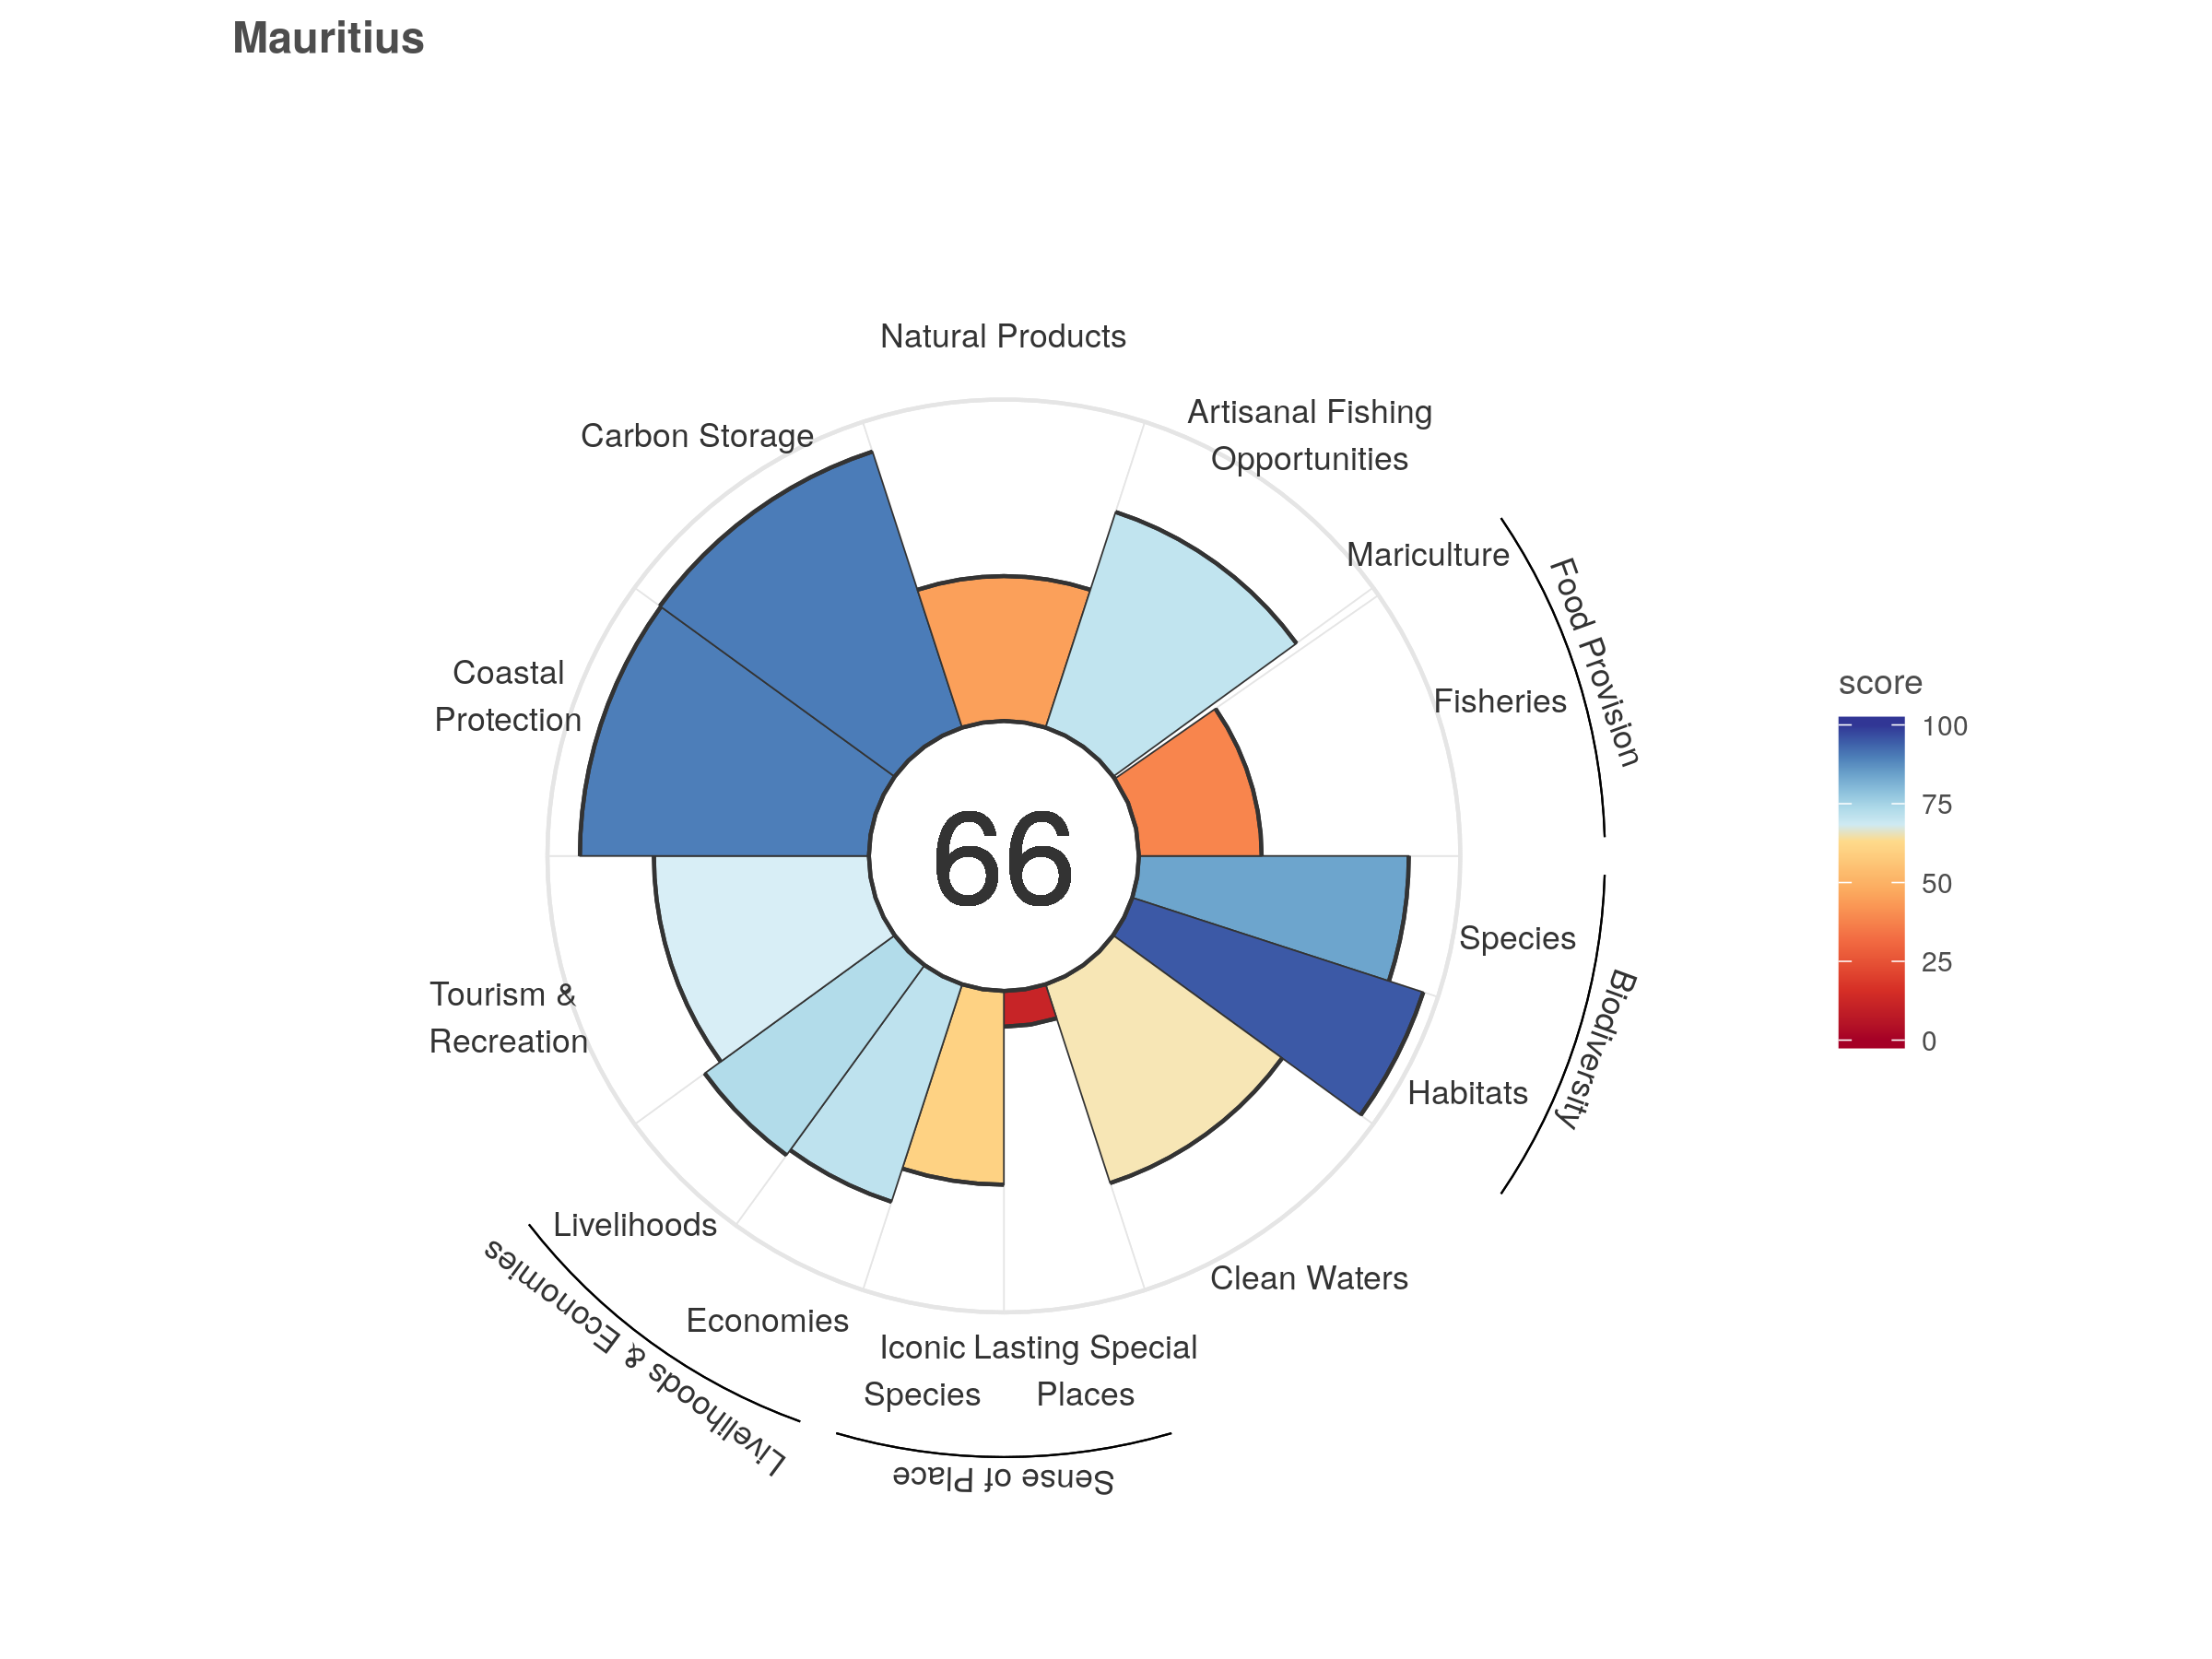 Mauritius
Natural Products
Artisanal Fishing
Opportunities
Carbon Storage
Mariculture
Food Provision
Fisheries
Coastal
Protection
score
100
75
50
25
0
66
Species
Biodiversity
Habitats
Tourism &
Recreation
Livelihoods
Livelihoods & Economies
Economies
Clean Waters
Iconic
Species
Lasting Special
Places
Sense of Place